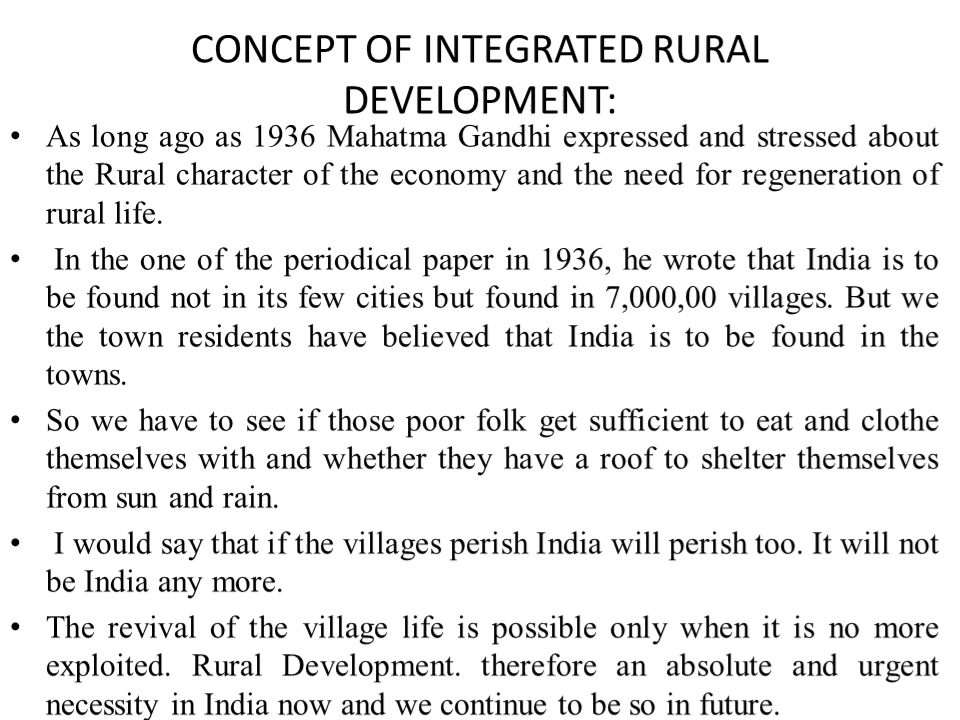 CONCEPT OF INTEGRATED RURAL
DEVELOPMENT:
• As long ago as 1936 Mahatma Gandhi expressed and stressed about
the Rural character of the economy and the need for regeneration of
rural life.
• In the one of the periodical paper in 1936, he wrote that India is to
be found not in its few cities but found in 7,000,00 villages. But we
the town residents have believed that India is to be found in the
towns.
• So we have to see if those poor folk get sufficient to eat and clothe
themselves with and whether they have a roof to shelter themselves
from sun and rain.
• I would say that if the villages perish India will perish too. It will not
be India any more.
• The revival of the village life is possible only when it is no more
exploited. Rural Development. therefore an absolute and urgent
necessity in India now and we continue to be so in future.